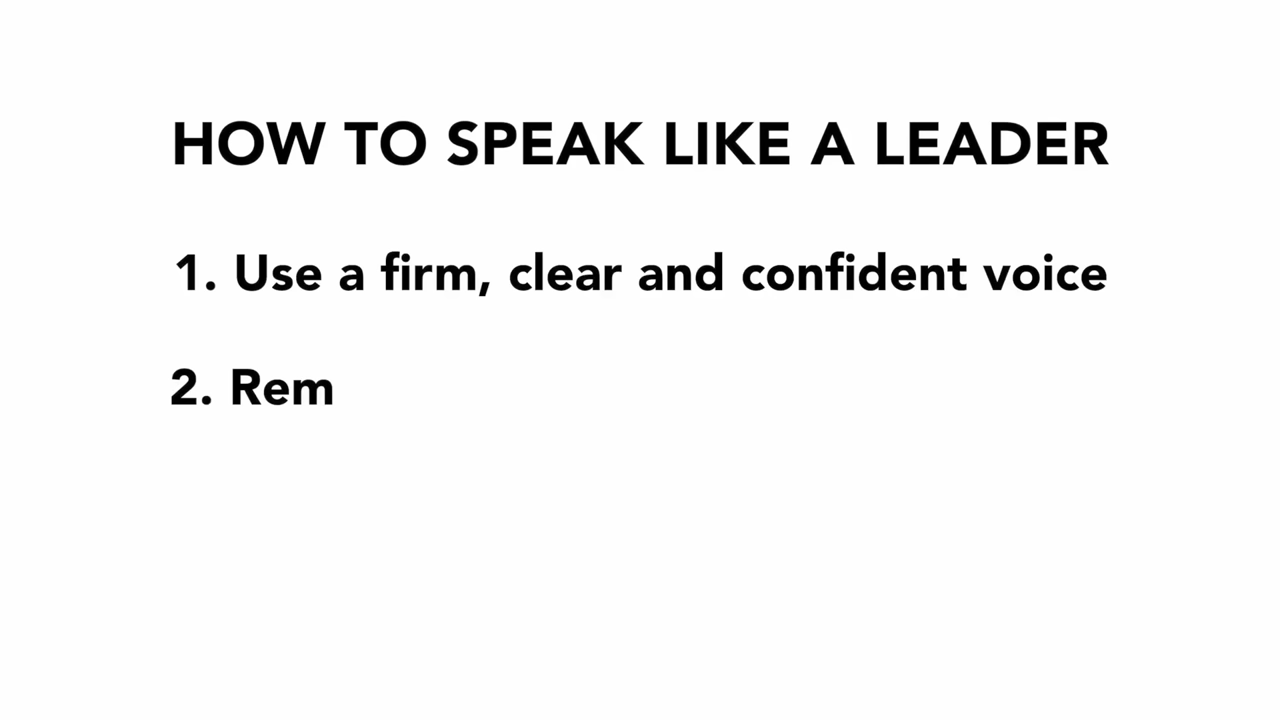 HOW TO SPEAK LIKE A LEADER
1. Use a firm, clear and confident voice
2. Rem